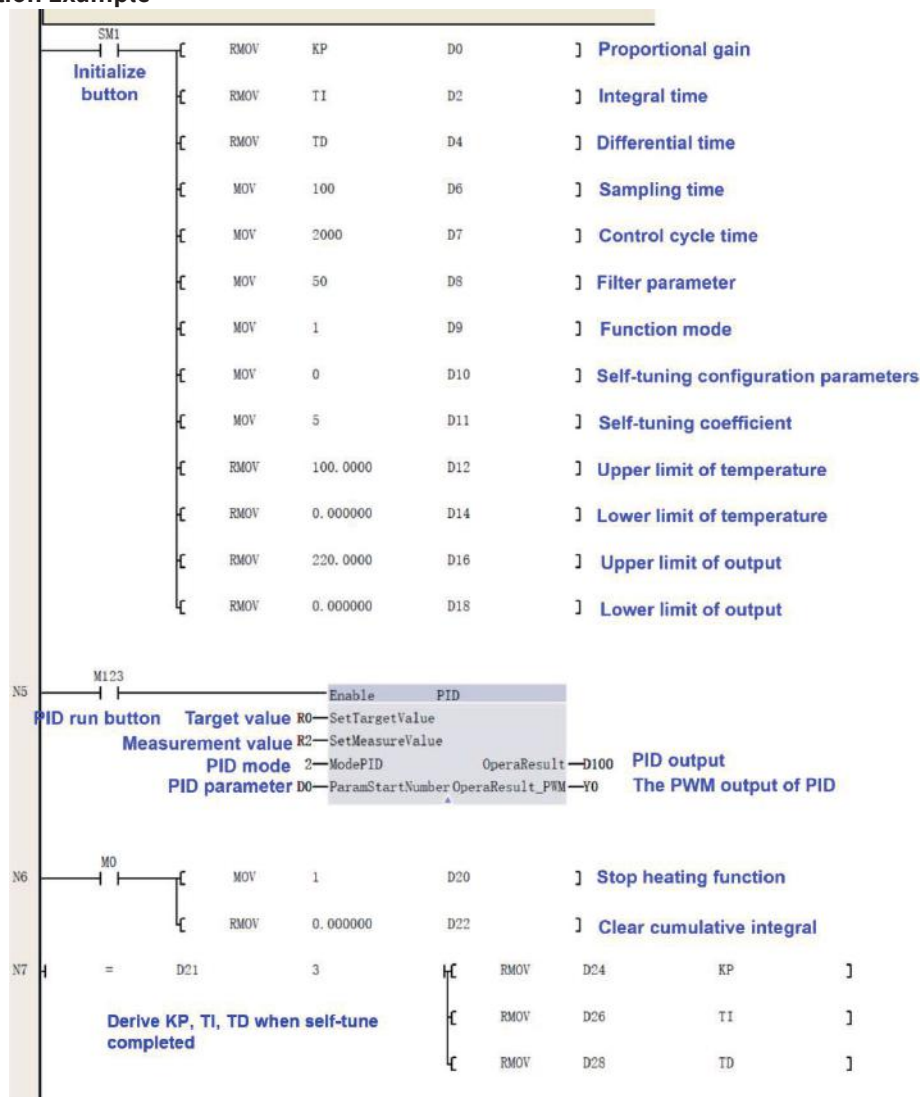 tion Example
SM1
Initialize
button
[ RMOV KP D0 ] Proportional gain
[ RMOV TI D2 ] Integral time
[ RMOV TD D4 ] Differential time
[ MOV 100 D6 ] Sampling time
[ MOV 2000 D7 ] Control cycle time
[ MOV 50 D8 ] Filter parameter
[ MOV 1 D9 ] Function mode
[ MOV 0 D10 ] Self-tuning configuration parameters
[ MOV 5 D11 ] Self-tuning coefficient
[ RMOV 100.0000 D12 ] Upper limit of temperature
[ RMOV 0.000000 D14 ] Lower limit of temperature
[ RMOV 220.0000 D16 ] Upper limit of output
[ RMOV 0.000000 D18 ] Lower limit of output
M123
N5 Enable PID
PID run button Target value R0 SetTargetValue
Measurement value R2 SetMeasureValue
PID mode 2 ModePID OperaResult D100 PID output
PID parameter D0 ParamStartNumber OperaResult_PWM Y0 The PWM output of PID
M0
N6 [ MOV 1 D20 ] Stop heating function
[ RMOV 0.000000 D22 ] Clear cumulative integral
N7 = D21 3 [ RMOV D24 KP ]
Derive KP, TI, TD when self-tune
completed
[ RMOV D26 TI ]
[ RMOV D28 TD ]